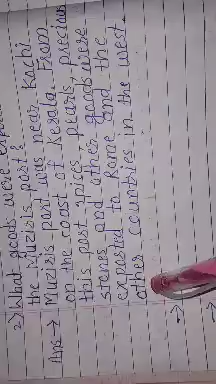 2) What goods were
the Muziris port?
Ans → Muziris port was near Kochi
on the coast of Kerala. From
this port spices, pearls, precious
stones and other goods were
exported to Rome and the
other countries in the west.